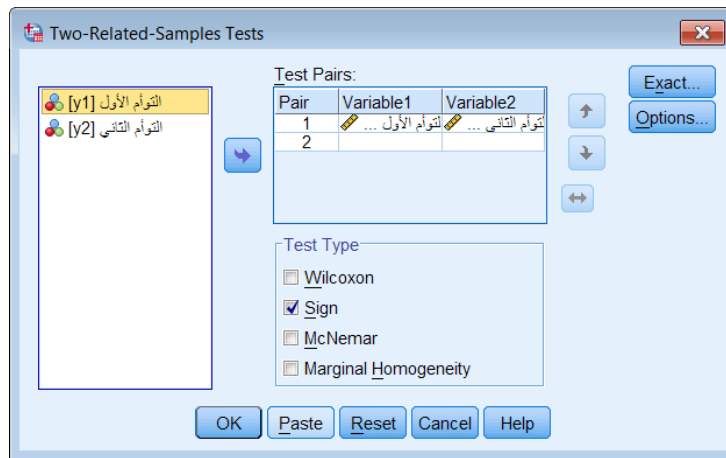 Two-Related-Samples Tests
التوأم الأول [y1]
التوأم الثاني [y2]
Test Pairs:
Pair Variable1 Variable2
1 لتوأم الأول ... لتوأم الثاني ...
2
Exact...
Options...
Test Type
Wilcoxon
Sign
McNemar
Marginal Homogeneity
OK Paste Reset Cancel Help